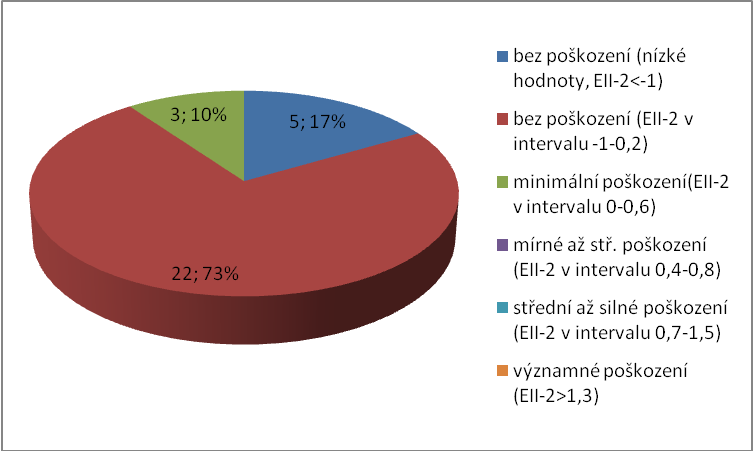 3; 10%
5; 17%
22; 73%
bez poškození (nízké
hodnoty, EII-2<-1)
bez poškození (EII-2 v
intervalu -1-0,2)
minimální poškození(EII-2
v intervalu 0-0,6)
mírné až stř. poškození
(EII-2 v intervalu 0,4-0,8)
střední až silné poškození
(EII-2 v intervalu 0,7-1,5)
významné poškození
(EII-2>1,3)